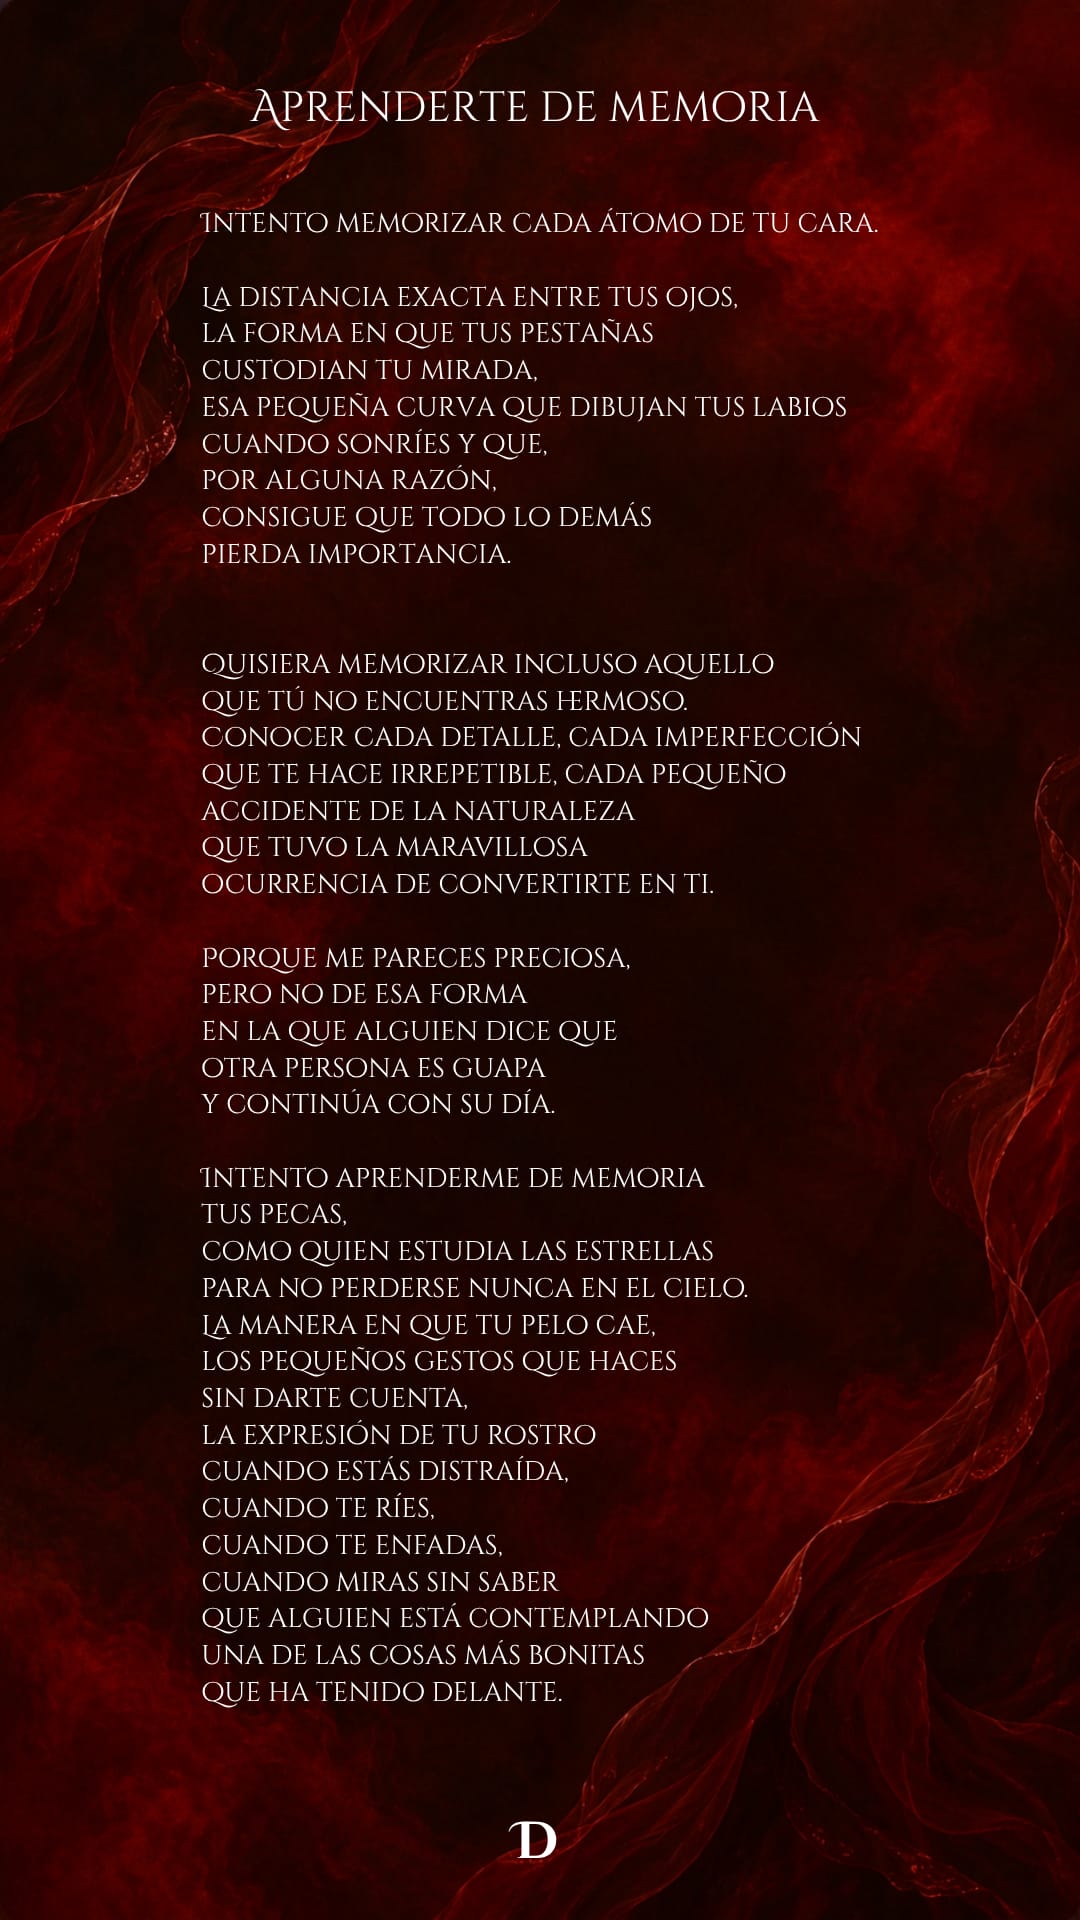 Aprenderte de memoria
Intento memorizar cada átomo de tu cara.
La distancia exacta entre tus ojos,
la forma en que tus pestañas
custodian tu mirada,
esa pequeña curva que dibujan tus labios
cuando sonríes y que,
por alguna razón,
consigue que todo lo demás
pierda importancia.
Quisiera memorizar incluso aquello
que tú no encuentras hermoso.
Conocer cada detalle, cada imperfección
que te hace irrepetible, cada pequeño
accidente de la naturaleza
que tuvo la maravillosa
ocurrencia de convertirte en ti.
Porque me pareces preciosa,
pero no de esa forma
en la que alguien dice que
otra persona es guapa
y continúa con su día.
Intento aprenderme de memoria
tus pecas,
como quien estudia las estrellas
para no perderse nunca en el cielo.
La manera en que tu pelo cae,
los pequeños gestos que haces
sin darte cuenta,
la expresión de tu rostro
cuando estás distraída,
cuando te ríes,
cuando te enfadas,
cuando miras sin saber
que alguien está contemplando
una de las cosas más bonitas
que ha tenido delante.
D